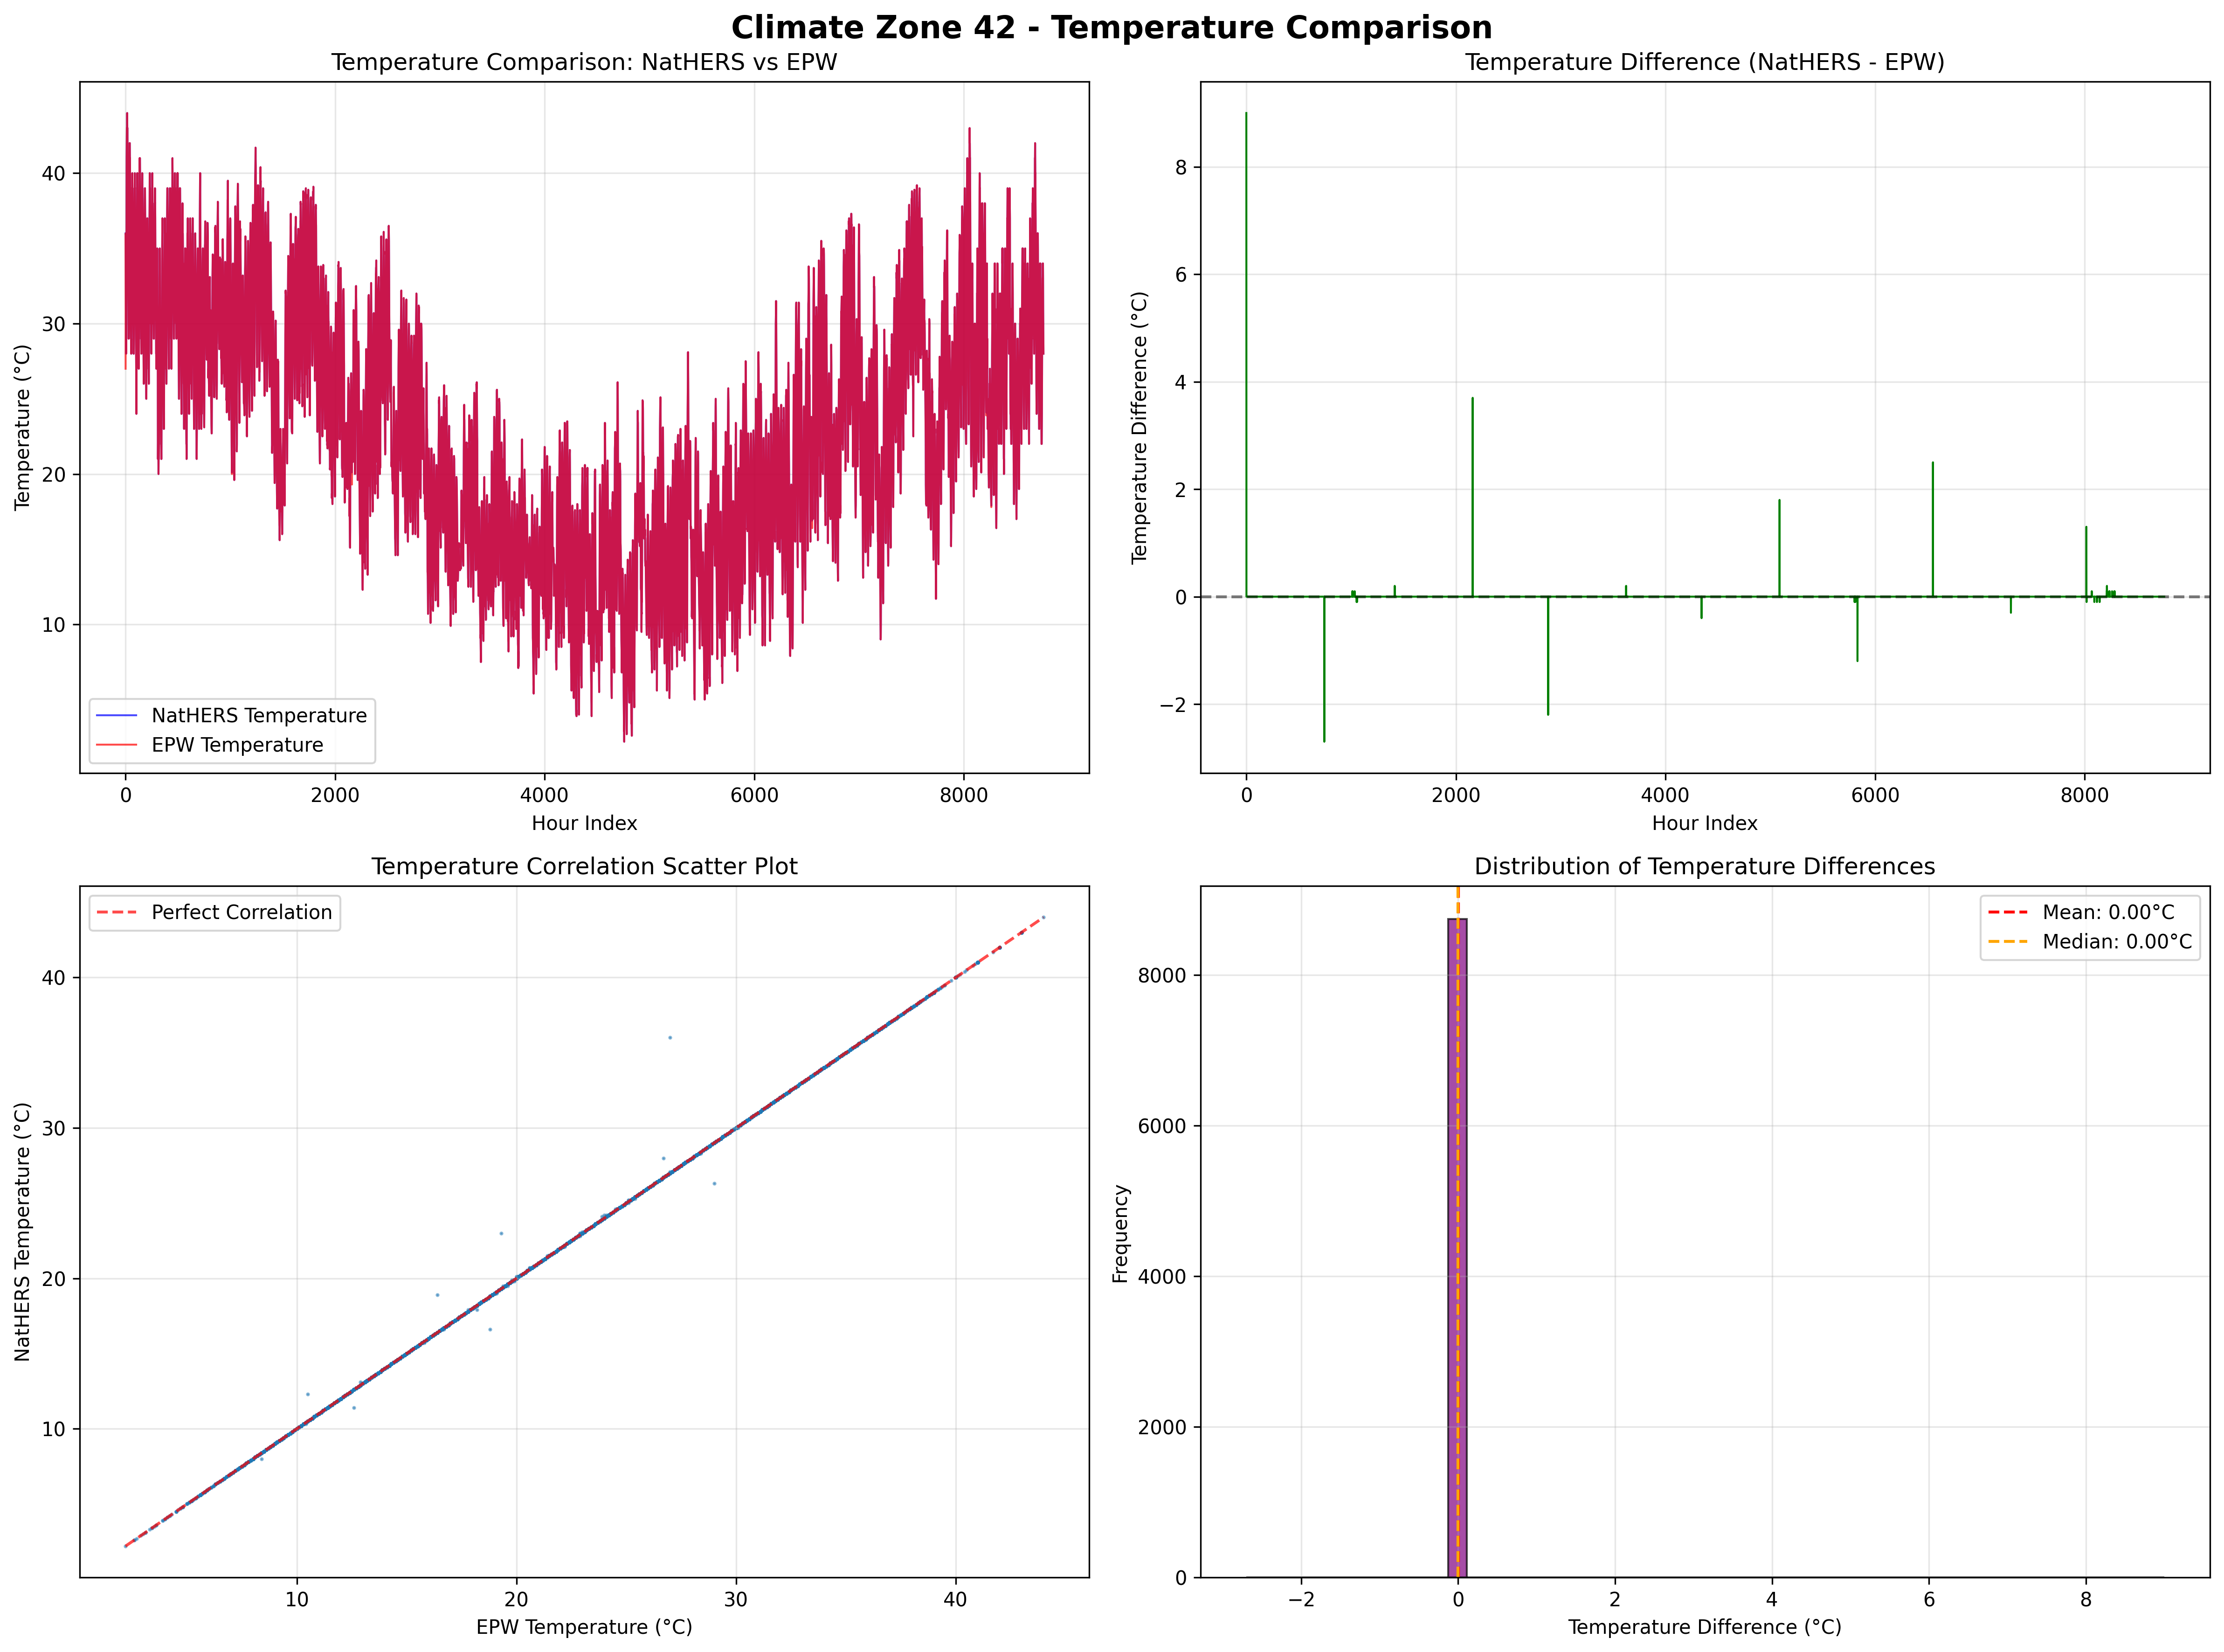 Climate Zone 42 - Temperature Comparison
Temperature Comparison: NatHERS vs EPW
Temperature (°C)
40
30
20
10
0
2000
4000
6000
8000
Hour Index
NatHERS Temperature
EPW Temperature
Temperature Difference (NatHERS - EPW)
Temperature Difference (°C)
8
6
4
2
0
−2
0
2000
4000
6000
8000
Hour Index
Temperature Correlation Scatter Plot
Perfect Correlation
NatHERS Temperature (°C)
40
30
20
10
10
20
30
40
EPW Temperature (°C)
Distribution of Temperature Differences
Mean: 0.00°C
Median: 0.00°C
Frequency
8000
6000
4000
2000
0
−2
0
2
4
6
8
Temperature Difference (°C)